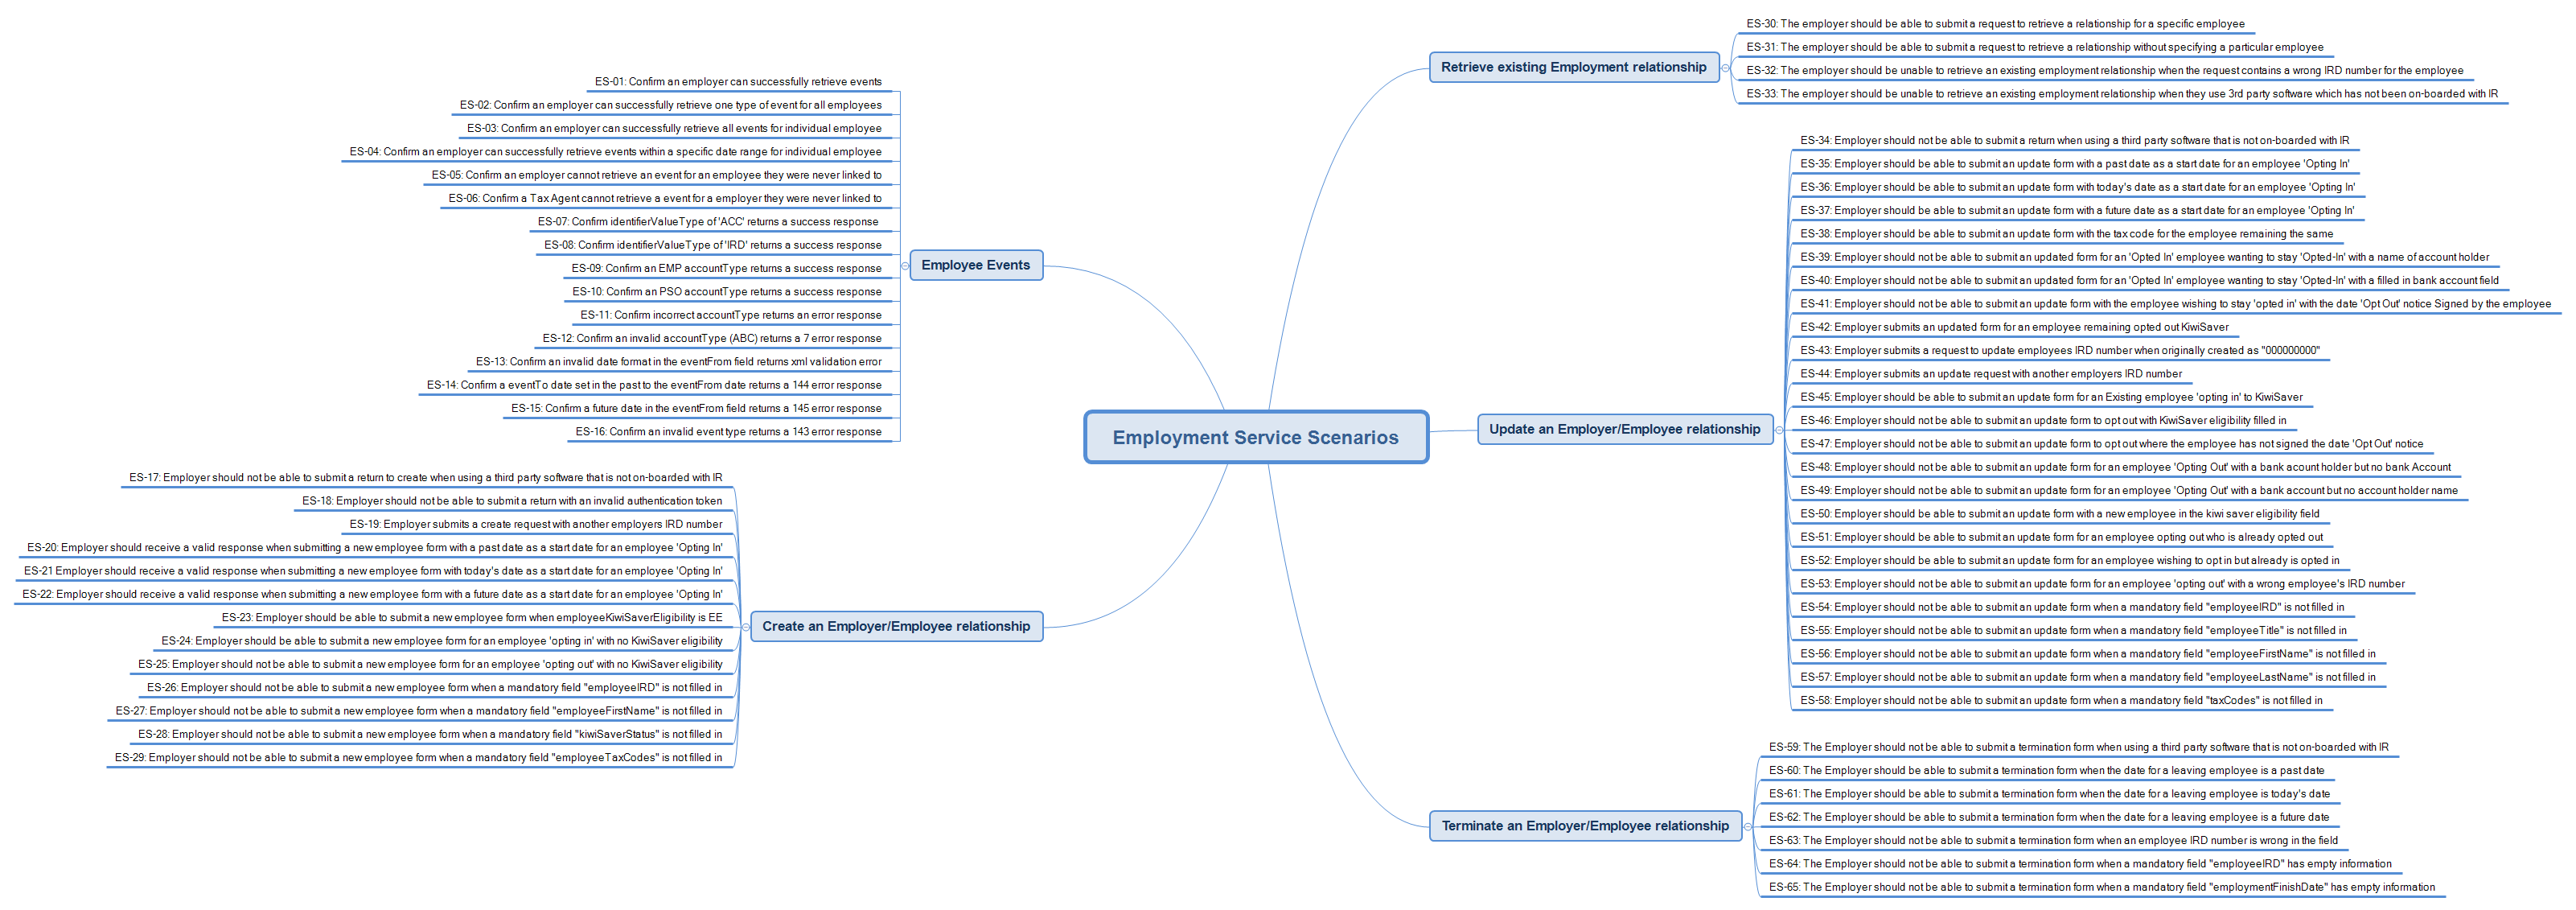 Employment Service Scenarios
Employee Events
ES-01: Confirm an employer can successfully retrieve events
ES-02: Confirm an employer can successfully retrieve one type of event for all employees
ES-03: Confirm an employer can successfully retrieve all events for individual employee
ES-04: Confirm an employer can successfully retrieve events within a specific date range for individual employee
ES-05: Confirm an employer cannot retrieve an event for an employee they were never linked to
ES-06: Confirm a Tax Agent cannot retrieve a event for a employer they were never linked to
ES-07: Confirm identifierValueType of 'ACC' returns a success response
ES-08: Confirm identifierValueType of 'IRD' returns a success response
ES-09: Confirm an EMP accountType returns a success response
ES-10: Confirm an PSO accountType returns a success response
ES-11: Confirm incorrect accountType returns an error response
ES-12: Confirm an invalid accountType (ABC) returns a 7 error response
ES-13: Confirm an invalid date format in the eventFrom field returns xml validation error
ES-14: Confirm a eventTo date set in the past to the eventFrom date returns a 144 error response
ES-15: Confirm a future date in the eventFrom field returns a 145 error response
ES-16: Confirm an invalid event type returns a 143 error response
Create an Employer/Employee relationship
ES-17: Employer should not be able to submit a return to create when using a third party software that is not on-boarded with IR
ES-18: Employer should not be able to submit a return with an invalid authentication token
ES-19: Employer submits a create request with another employers IRD number
ES-20: Employer should receive a valid response when submitting a new employee form with a past date as a start date for an employee 'Opting In'
ES-21 Employer should receive a valid response when submitting a new employee form with today's date as a start date for an employee 'Opting In'
ES-22: Employer should receive a valid response when submitting a new employee form with a future date as a start date for an employee 'Opting In'
ES-23: Employer should be able to submit a new employee form when employeeKiwiSaverEligibility is EE
ES-24: Employer should be able to submit a new employee form for an employee 'opting in' with no KiwiSaver eligibility
ES-25: Employer should not be able to submit a new employee form for an employee 'opting out' with no KiwiSaver eligibility
ES-26: Employer should not be able to submit a new employee form when a mandatory field "employeeIRD" is not filled in
ES-27: Employer should not be able to submit a new employee form when a mandatory field "employeeFirstName" is not filled in
ES-28: Employer should not be able to submit a new employee form when a mandatory field "kiwiSaverStatus" is not filled in
ES-29: Employer should not be able to submit a new employee form when a mandatory field "employeeTaxCodes" is not filled in
Retrieve existing Employment relationship
ES-30: The employer should be able to submit a request to retrieve a relationship for a specific employee
ES-31: The employer should be able to submit a request to retrieve a relationship without specifying a particular employee
ES-32: The employer should be unable to retrieve an existing employment relationship when the request contains a wrong IRD number for the employee
ES-33: The employer should be unable to retrieve an existing employment relationship when they use 3rd party software which has not been on-boarded with IR
Update an Employer/Employee relationship
ES-34: Employer should not be able to submit a return when using a third party software that is not on-boarded with IR
ES-35: Employer should be able to submit an update form with a past date as a start date for an employee 'Opting In'
ES-36: Employer should be able to submit an update form with today's date as a start date for an employee 'Opting In'
ES-37: Employer should be able to submit an update form with a future date as a start date for an employee 'Opting In'
ES-38: Employer should be able to submit an update form with the tax code for the employee remaining the same
ES-39: Employer should not be able to submit an updated form for an 'Opted In' employee wanting to stay 'Opted-In' with a name of account holder
ES-40: Employer should not be able to submit an updated form for an 'Opted In' employee wanting to stay 'Opted-In' with a filled in bank account field
ES-41: Employer should not be able to submit an update form with the employee wishing to stay 'opted in' with the date 'Opt Out' notice Signed by the employee
ES-42: Employer submits an updated form for an employee remaining opted out KiwiSaver
ES-43: Employer submits a request to update employees IRD number when originally created as "000000000"
ES-44: Employer submits an update request with another employers IRD number
ES-45: Employer should be able to submit an update form for an Existing employee 'opting in' to KiwiSaver
ES-46: Employer should not be able to submit an update form to opt out with KiwiSaver eligibility filled in
ES-47: Employer should not be able to submit an update form to opt out where the employee has not signed the date 'Opt Out' notice
ES-48: Employer should not be able to submit an update form for an employee 'Opting Out' with a bank acount holder but no bank Account
ES-49: Employer should not be able to submit an update form for an employee 'Opting Out' with a bank account but no account holder name
ES-50: Employer should be able to submit an update form with a new employee in the kiwi saver eligibility field
ES-51: Employer should be able to submit an update form for an employee opting out who is already opted out
ES-52: Employer should be able to submit an update form for an employee wishing to opt in but already is opted in
ES-53: Employer should not be able to submit an update form for an employee 'opting out' with a wrong employee's IRD number
ES-54: Employer should not be able to submit an update form when a mandatory field "employeeIRD" is not filled in
ES-55: Employer should not be able to submit an update form when a mandatory field "employeeTitle" is not filled in
ES-56: Employer should not be able to submit an update form when a mandatory field "employeeFirstName" is not filled in
ES-57: Employer should not be able to submit an update form when a mandatory field "employeeLastName" is not filled in
ES-58: Employer should not be able to submit an update form when a mandatory field "taxCodes" is not filled in
Terminate an Employer/Employee relationship
ES-59: The Employer should not be able to submit a termination form when using a third party software that is not on-boarded with IR
ES-60: The Employer should be able to submit a termination form when the date for a leaving employee is a past date
ES-61: The Employer should be able to submit a termination form when the date for a leaving employee is today's date
ES-62: The Employer should be able to submit a termination form when the date for a leaving employee is a future date
ES-63: The Employer should not be able to submit a termination form when an employee IRD number is wrong in the field
ES-64: The Employer should not be able to submit a termination form when a mandatory field "employeeIRD" has empty information
ES-65: The Employer should not be able to submit a termination form when a mandatory field "employmentFinishDate" has empty information